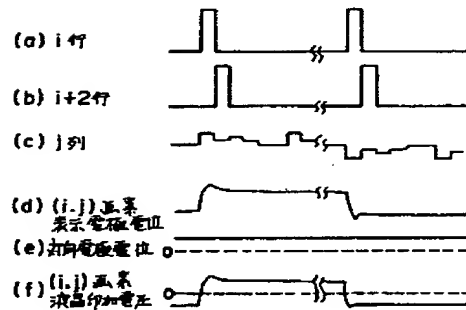 (a) i行
(b) i+2行
(c) j列
(d) (i.j)画素
表示電極電位
(e) 対向電極電位
(f) (i.j)画素
液晶印加電圧